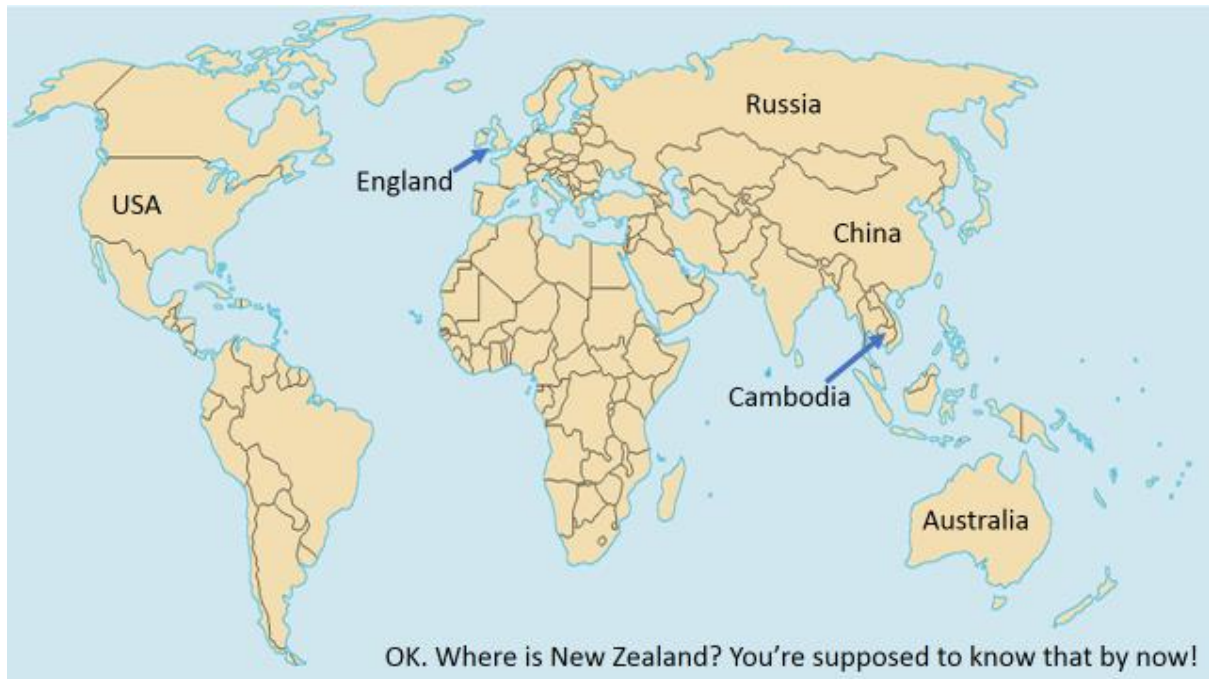 Russia
England
USA
China
Cambodia
Australia
OK. Where is New Zealand? You’re supposed to know that by now!